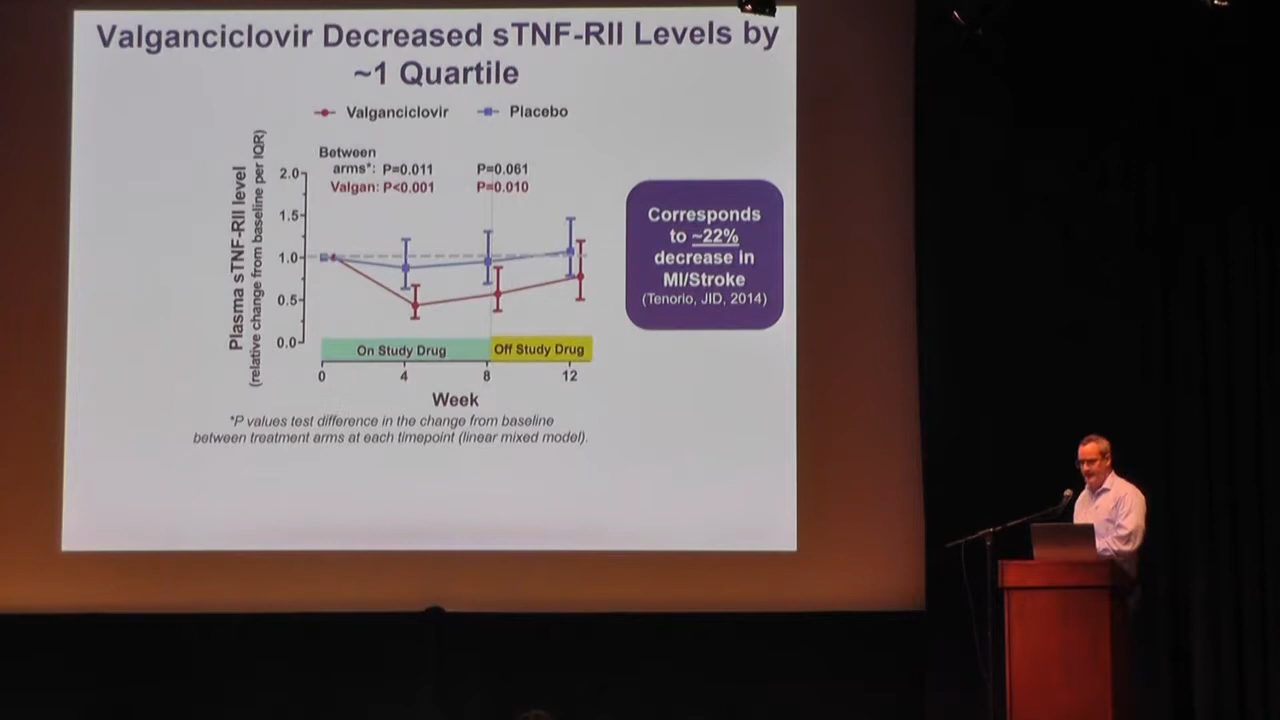 Valganciclovir Decreased sTNF-RII Levels by
~1 Quartile
Valganciclovir Placebo
Plasma sTNF-RII level
(relative change from baseline per IQR)
Between
arms*: P=0.011 P=0.061
Valgan: P<0.001 P=0.010
2.0
1.5
1.0
0.5
0.0
On Study Drug Off Study Drug
0 4 8 12
Week
*P values test difference in the change from baseline
between treatment arms at each timepoint (linear mixed model).
Corresponds
to ~22%
decrease in
MI/Stroke
(Tenorio, JID, 2014)